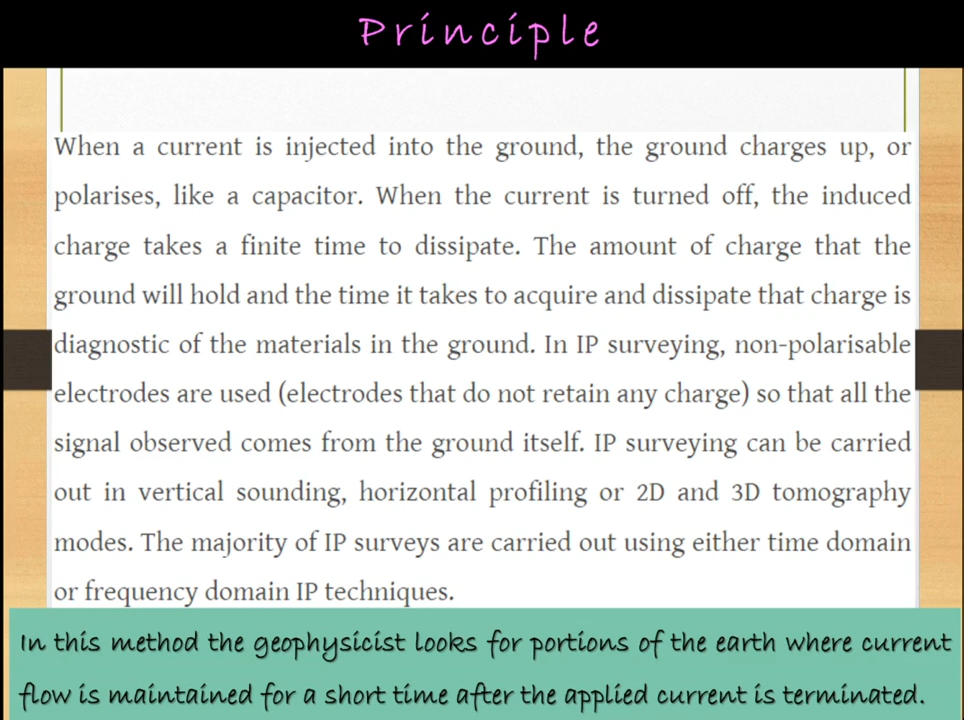 Principle
When a current is injected into the ground, the ground charges up, or
polarises, like a capacitor. When the current is turned off, the induced
charge takes a finite time to dissipate. The amount of charge that the
ground will hold and the time it takes to acquire and dissipate that charge is
diagnostic of the materials in the ground. In IP surveying, non-polarisable
electrodes are used (electrodes that do not retain any charge) so that all the
signal observed comes from the ground itself. IP surveying can be carried
out in vertical sounding, horizontal profiling or 2D and 3D tomography
modes. The majority of IP surveys are carried out using either time domain
or frequency domain IP techniques.
In this method the geophysicist looks for portions of the earth where current
flow is maintained for a short time after the applied current is terminated.